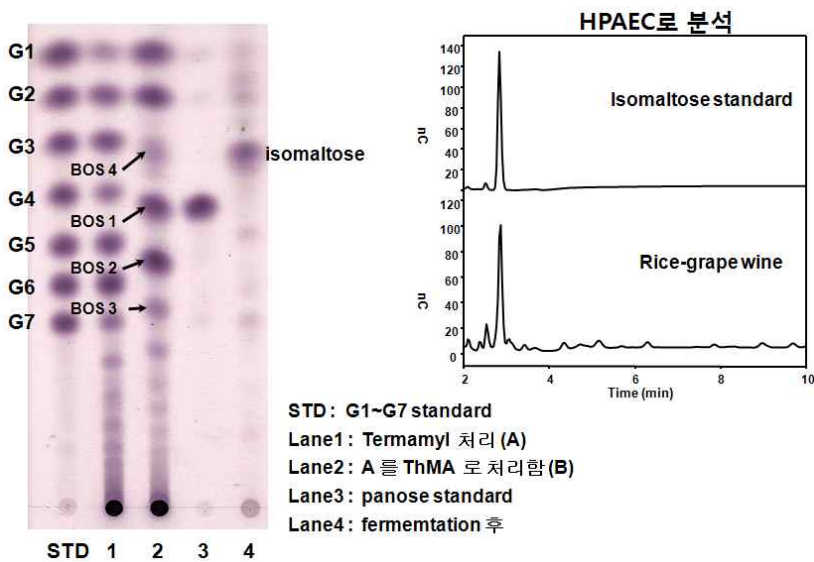 G1
G2
G3
G4
G5
G6
G7
BOS 4
BOS 1
BOS 2
BOS 3
isomaltose
STD 1 2 3 4
HPAEC로 분석
140
120
100
80
60
40
20
nC
Isomaltose standard
120
100
80
60
40
20
0
nC
Rice-grape wine
2 4 6 8 10
Time (min)
STD : G1~G7 standard
Lane1 : Termamyl 처리 (A)
Lane2 : A 를 ThMA 로 처리함 (B)
Lane3 : panose standard
Lane4 : fermemtation 후